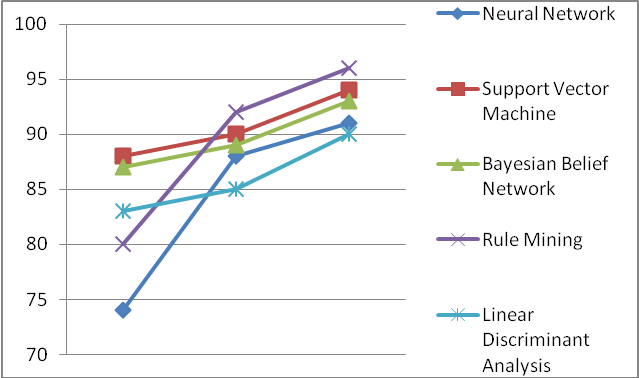 100
95
90
85
80
75
70
Neural Network
Support Vector
Machine
Bayesian Belief
Network
Rule Mining
Linear
Discriminant
Analysis